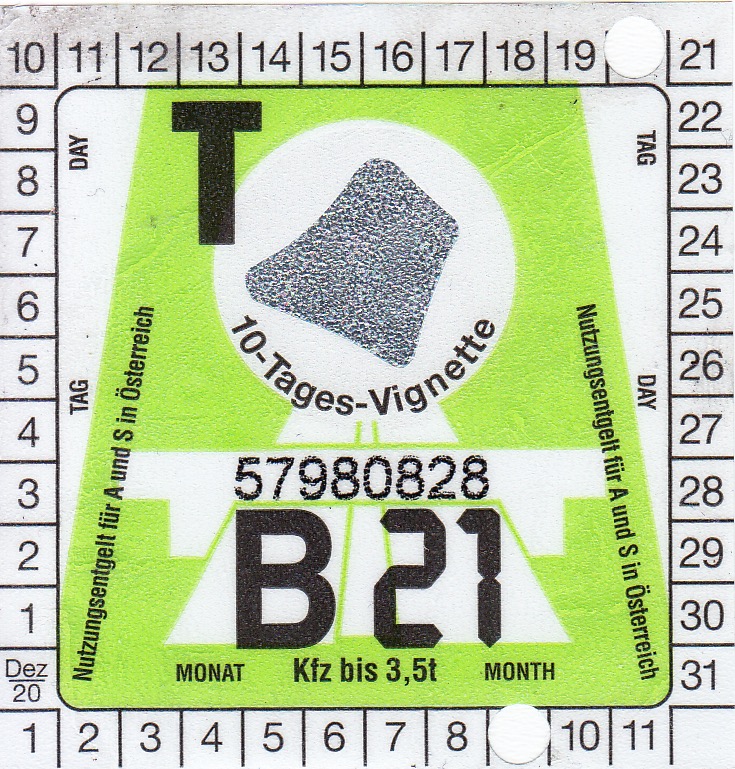 10 11 12 13 14 15 16 17 18 19 21
9 22
8 23
7 24
6 25
5 26
4 27
3 28
2 29
1 30
Dez
20
31
1 2 3 4 5 6 7 8 10 11
DAY
TAG
T
10-Tages-Vignette
TAG
DAY
Nutzungsentgelt für A und S in Österreich
Nutzungsentgelt für A und S in Österreich
57980828
B 21
MONAT Kfz bis 3,5t MONTH